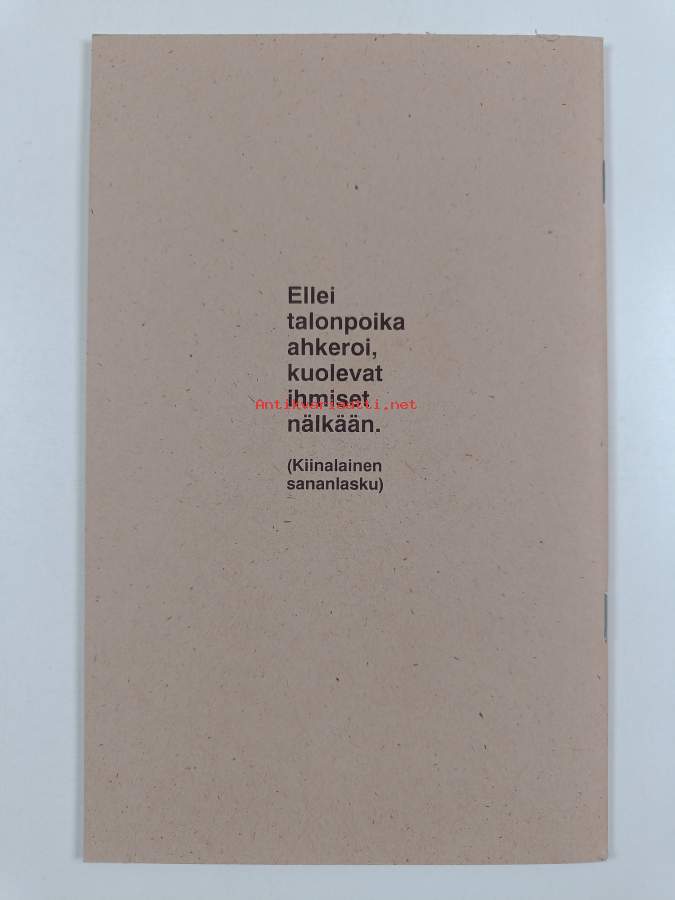 Ellei
talonpoika
ahkeroi,
kuolevat
ihmiset
Antikvariaatti.net
nälkään.
(Kiinalainen
sananlasku)